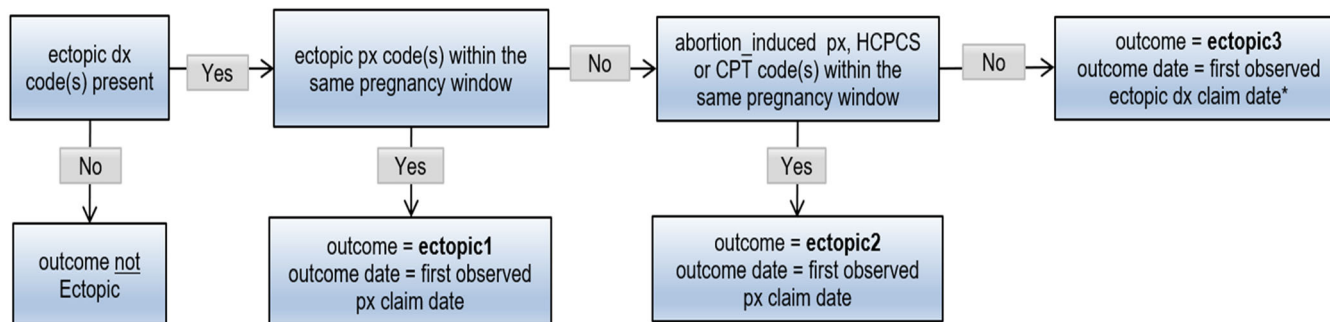 ectopic dx
code(s) present
Yes
ectopic px code(s) within the
same pregnancy window
No
abortion_induced px, HCPCS
or CPT code(s) within the
same pregnancy window
No
outcome = ectopic3
outcome date = first observed
ectopic dx claim date*
No
Yes
Yes
outcome not
Ectopic
outcome = ectopic1
outcome date = first observed
px claim date
outcome = ectopic2
outcome date = first observed
px claim date